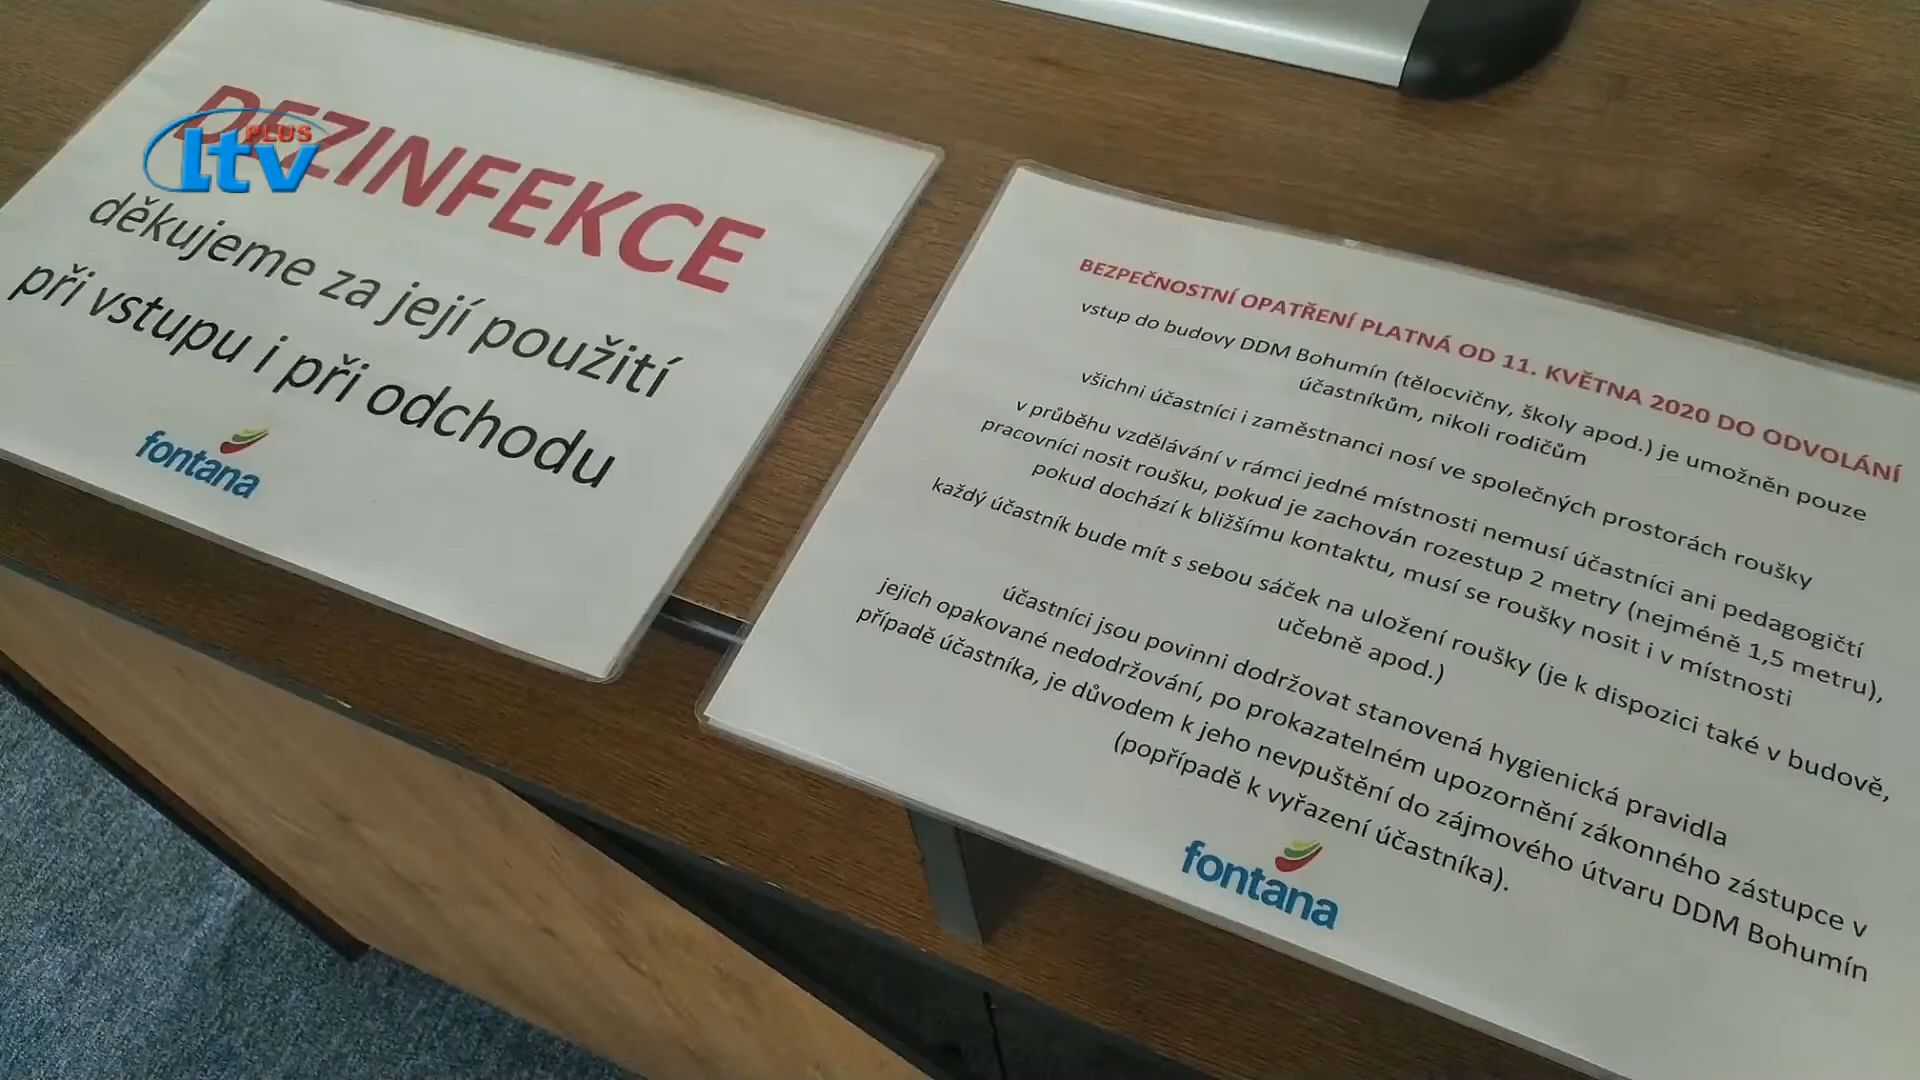 DEZINFEKCE
děkujeme za její použití
při vstupu i při odchodu
fontana
ltv PLUS
BEZPEČNOSTNÍ OPATŘENÍ PLATNÁ OD 11. KVĚTNA 2020 DO ODVOLÁNÍ
vstup do budovy DDM Bohumín (tělocvičny, školy apod.) je umožněn pouze
účastníkům, nikoli rodičům
všichni účastníci i zaměstnanci nosí ve společných prostorách roušky
v průběhu vzdělávání v rámci jedné místnosti nemusí účastníci ani pedagogičtí
pracovníci nosit roušku, pokud je zachován rozestup 2 metry (nejméně 1,5 metru),
pokud dochází k bližšímu kontaktu, musí se roušky nosit i v místnosti
každý účastník bude mít s sebou sáček na uložení roušky (je k dispozici také v budově,
učebně apod.)
účastníci jsou povinni dodržovat stanovená hygienická pravidla
jejich opakované nedodržování, po prokazatelném upozornění zákonného zástupce v
případě účastníka, je důvodem k jeho nevpuštění do zájmového útvaru DDM Bohumín
(popřípadě k vyřazení účastníka).
fontana